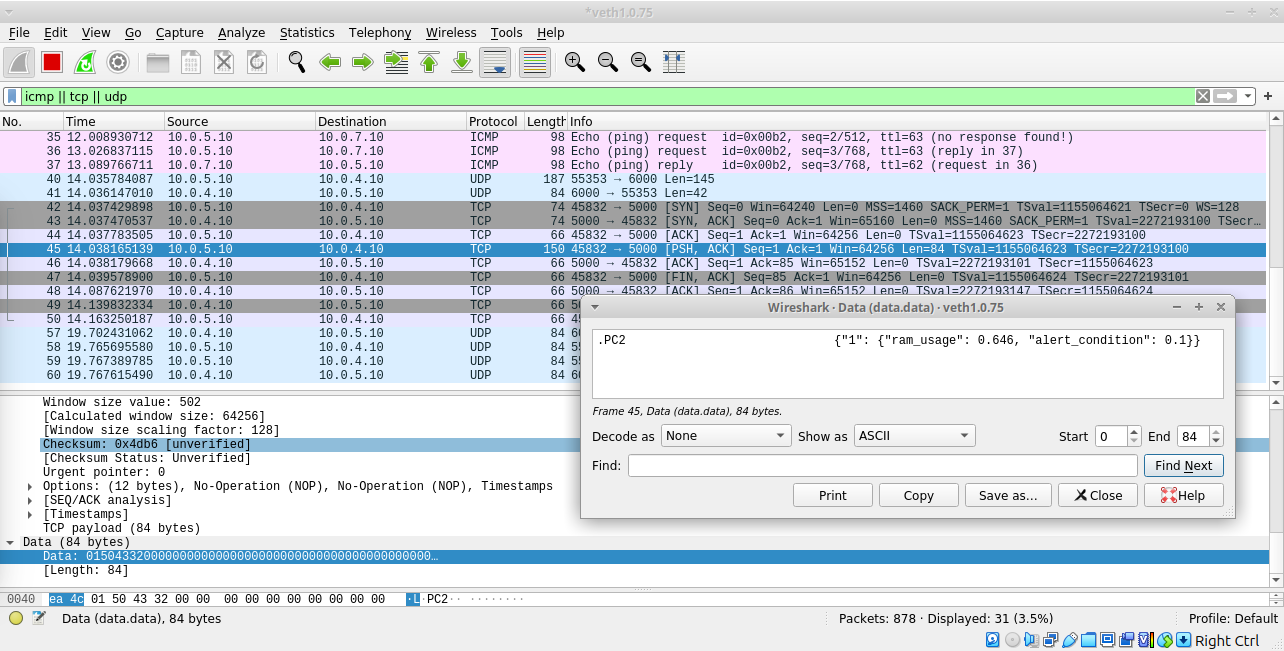 *veth1.0.75
File Edit View Go Capture Analyze Statistics Telephony Wireless Tools Help
icmp || tcp || udp
No. Time Source Destination Protocol Length Info
35 12.008930712 10.0.5.10 10.0.7.10 ICMP 98 Echo (ping) request id=0x00b2, seq=2/512, ttl=63 (no response found!)
36 13.026837115 10.0.5.10 10.0.7.10 ICMP 98 Echo (ping) request id=0x00b2, seq=3/768, ttl=63 (reply in 37)
37 13.089766711 10.0.7.10 10.0.5.10 ICMP 98 Echo (ping) reply id=0x00b2, seq=3/768, ttl=62 (request in 36)
40 14.035784087 10.0.5.10 10.0.4.10 UDP 187 55353 → 6000 Len=145
41 14.036147010 10.0.4.10 10.0.5.10 UDP 84 6000 → 55353 Len=42
42 14.037429898 10.0.5.10 10.0.4.10 TCP 74 45832 → 5000 [SYN] Seq=0 Win=64240 Len=0 MSS=1460 SACK_PERM=1 TSval=1155064621 TSecr=0 WS=128
43 14.037470537 10.0.4.10 10.0.5.10 TCP 74 5000 → 45832 [SYN, ACK] Seq=0 Ack=1 Win=65160 Len=0 MSS=1460 SACK_PERM=1 TSval=2272193100 TSecr…
44 14.037783505 10.0.5.10 10.0.4.10 TCP 66 45832 → 5000 [ACK] Seq=1 Ack=1 Win=64256 Len=0 TSval=1155064623 TSecr=2272193100
45 14.038165139 10.0.5.10 10.0.4.10 TCP 150 45832 → 5000 [PSH, ACK] Seq=1 Ack=1 Win=64256 Len=84 TSval=1155064623 TSecr=2272193100
46 14.038179668 10.0.4.10 10.0.5.10 TCP 66 5000 → 45832 [ACK] Seq=1 Ack=85 Win=65152 Len=0 TSval=2272193101 TSecr=1155064623
47 14.039578900 10.0.5.10 10.0.4.10 TCP 66 45832 → 5000 [FIN, ACK] Seq=85 Ack=1 Win=64256 Len=0 TSval=1155064624 TSecr=2272193101
48 14.087621970 10.0.4.10 10.0.5.10 TCP 66 5000 → 45832 [ACK] Seq=1 Ack=86 Win=65152 Len=0 TSval=2272193147 TSecr=1155064624
49 14.139832334 10.0.4.10 10.0.5.10 TCP 66 50
50 14.163250187 10.0.5.10 10.0.4.10 TCP 66 45
57 19.702431062 10.0.5.10 10.0.4.10 UDP 84 60
58 19.765695580 10.0.4.10 10.0.5.10 UDP 84 55
59 19.767389785 10.0.4.10 10.0.5.10 UDP 84 55
60 19.767615490 10.0.5.10 10.0.4.10 UDP 84 60
Wireshark · Data (data.data) · veth1.0.75
.PC2 {"1": {"ram_usage": 0.646, "alert_condition": 0.1}}
Frame 45, Data (data.data), 84 bytes.
Decode as None Show as ASCII Start 0 End 84
Find: Find Next
Print Copy Save as... Close Help
Window size value: 502
[Calculated window size: 64256]
[Window size scaling factor: 128]
Checksum: 0x4db6 [unverified]
[Checksum Status: Unverified]
Urgent pointer: 0
Options: (12 bytes), No-Operation (NOP), No-Operation (NOP), Timestamps
[SEQ/ACK analysis]
[Timestamps]
TCP payload (84 bytes)
Data (84 bytes)
Data: 015043320000000000000000000000000000000000000000…
[Length: 84]
0040 ea 4c 01 50 43 32 00 00 00 00 00 00 00 00 00 00 ·L·PC2·· ········
Data (data.data), 84 bytes Packets: 878 · Displayed: 31 (3.5%) Profile: Default
Right Ctrl